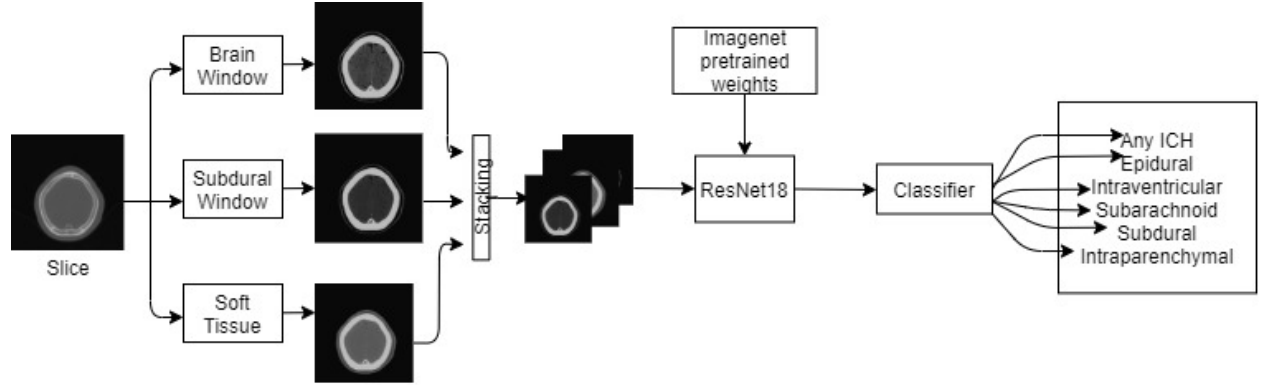 Slice
Brain
Window
Subdural
Window
Soft
Tissue
Stacking
Imagenet
pretrained
weights
ResNet18
Classifier
Any ICH
Epidural
Intraventricular
Subarachnoid
Subdural
Intraparenchymal